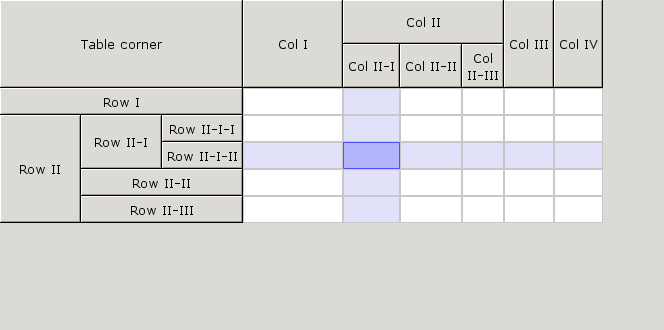 Table corner
Col I
Col II
Col III
Col IV
Col II-I
Col II-II
Col
II-III
Row I
Row II
Row II-I
Row II-I-I
Row II-I-II
Row II-II
Row II-III